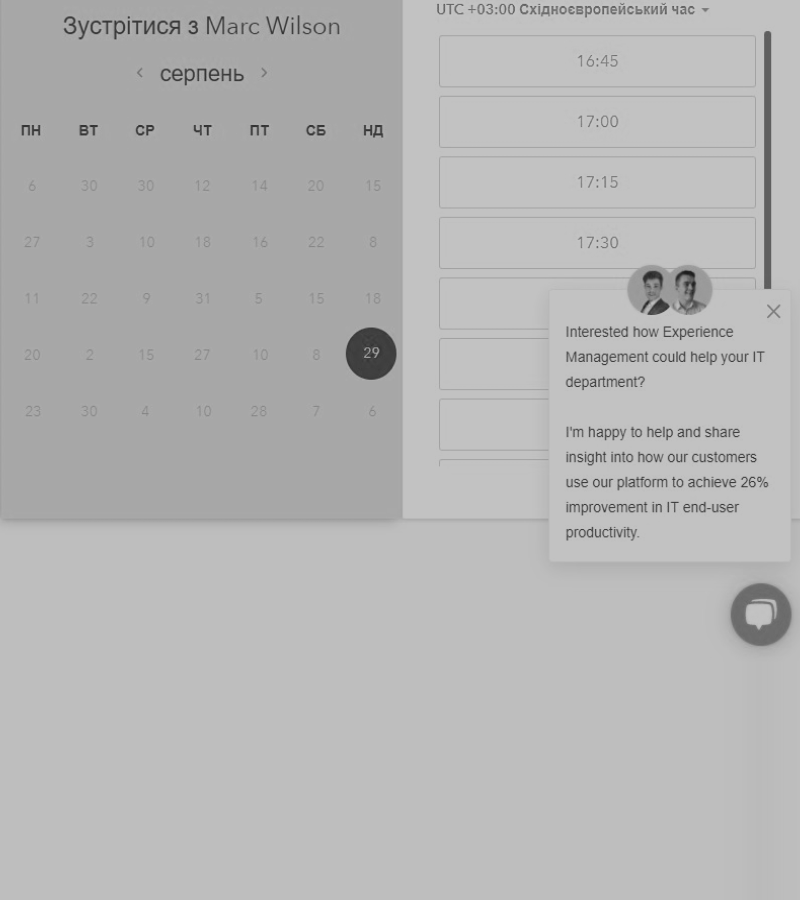 Зустрітися з Marc Wilson
серпень
ПН ВТ СР ЧТ ПТ СБ НД
6 30 30 12 14 20 15
27 3 10 18 16 22 8
11 22 9 31 5 15 18
20 2 15 27 10 8 29
23 30 4 10 28 7 6
UTC +03:00 Східноєвропейський час
16:45
17:00
17:15
17:30
Interested how Experience
Management could help your IT
department?
I'm happy to help and share
insight into how our customers
use our platform to achieve 26%
improvement in IT end-user
productivity.